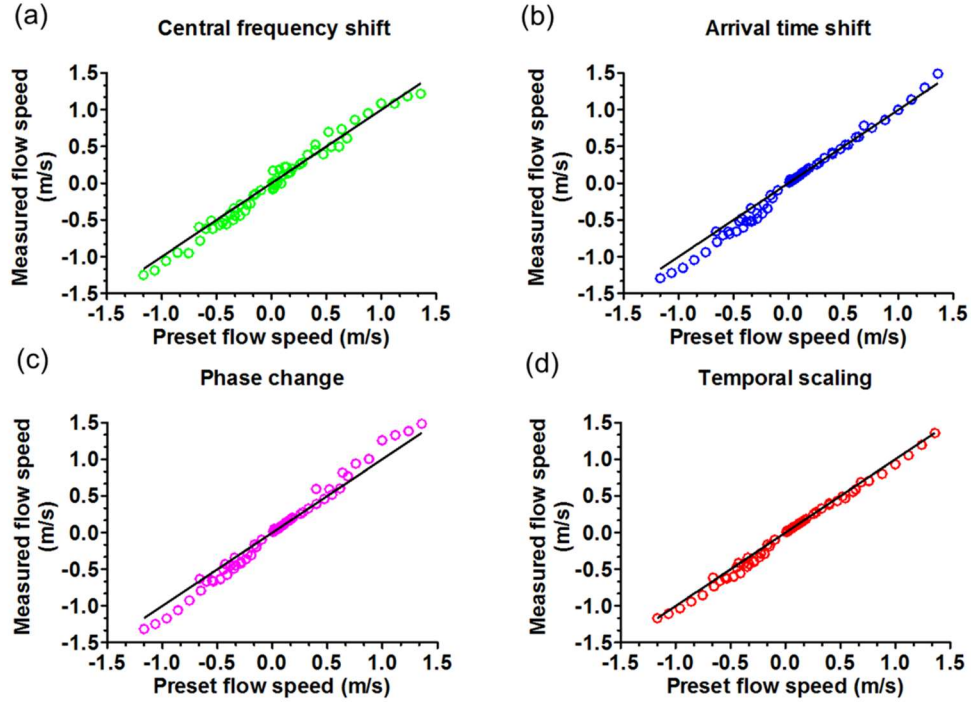 (a)
Central frequency shift
Measured flow speed
(m/s)
1.5
1.0
0.5
0.0
-0.5
-1.0
-1.5
-1.5 -1.0 -0.5 0.0 0.5 1.0 1.5
Preset flow speed (m/s)
(b)
Arrival time shift
Measured flow speed
(m/s)
1.5
1.0
0.5
0.0
-0.5
-1.0
-1.5
-1.5 -1.0 -0.5 0.0 0.5 1.0 1.5
Preset flow speed (m/s)
(c)
Phase change
Measured flow speed
(m/s)
1.5
1.0
0.5
0.0
-0.5
-1.0
-1.5
-1.5 -1.0 -0.5 0.0 0.5 1.0 1.5
Preset flow speed (m/s)
(d)
Temporal scaling
Measured flow speed
(m/s)
1.5
1.0
0.5
0.0
-0.5
-1.0
-1.5
-1.5 -1.0 -0.5 0.0 0.5 1.0 1.5
Preset flow speed (m/s)